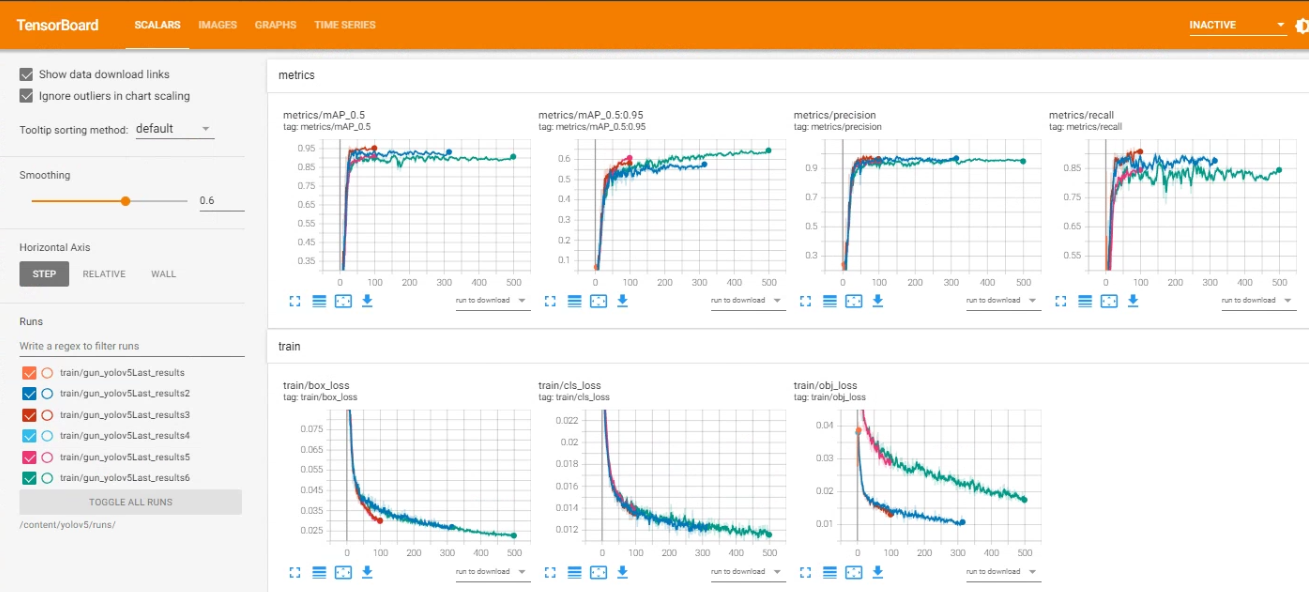 TensorBoard SCALARS IMAGES GRAPHS TIME SERIES INACTIVE
Show data download links
Ignore outliers in chart scaling
Tooltip sorting method: default
Smoothing
0.6
Horizontal Axis
STEP RELATIVE WALL
Runs
Write a regex to filter runs
train/gun_yolov5Last_results
train/gun_yolov5Last_results2
train/gun_yolov5Last_results3
train/gun_yolov5Last_results4
train/gun_yolov5Last_results5
train/gun_yolov5Last_results6
TOGGLE ALL RUNS
/content/yolov5/runs/
metrics
metrics/mAP_0.5
tag: metrics/mAP_0.5
0.95
0.85
0.75
0.65
0.55
0.45
0.35
0 100 200 300 400 500
run to download
metrics/mAP_0.5:0.95
tag: metrics/mAP_0.5:0.95
0.6
0.5
0.4
0.3
0.2
0.1
0 100 200 300 400 500
run to download
metrics/precision
tag: metrics/precision
0.9
0.7
0.5
0.3
0 100 200 300 400 500
run to download
metrics/recall
tag: metrics/recall
0.95
0.85
0.75
0.65
0.55
0 100 200 300 400 500
run to download
train
train/box_loss
tag: train/box_loss
0.075
0.065
0.055
0.045
0.035
0.025
0 100 200 300 400 500
run to download
train/cls_loss
tag: train/cls_loss
0.022
0.02
0.018
0.016
0.014
0.012
0 100 200 300 400 500
run to download
train/obj_loss
tag: train/obj_loss
0.04
0.03
0.02
0.01
0 100 200 300 400 500
run to download